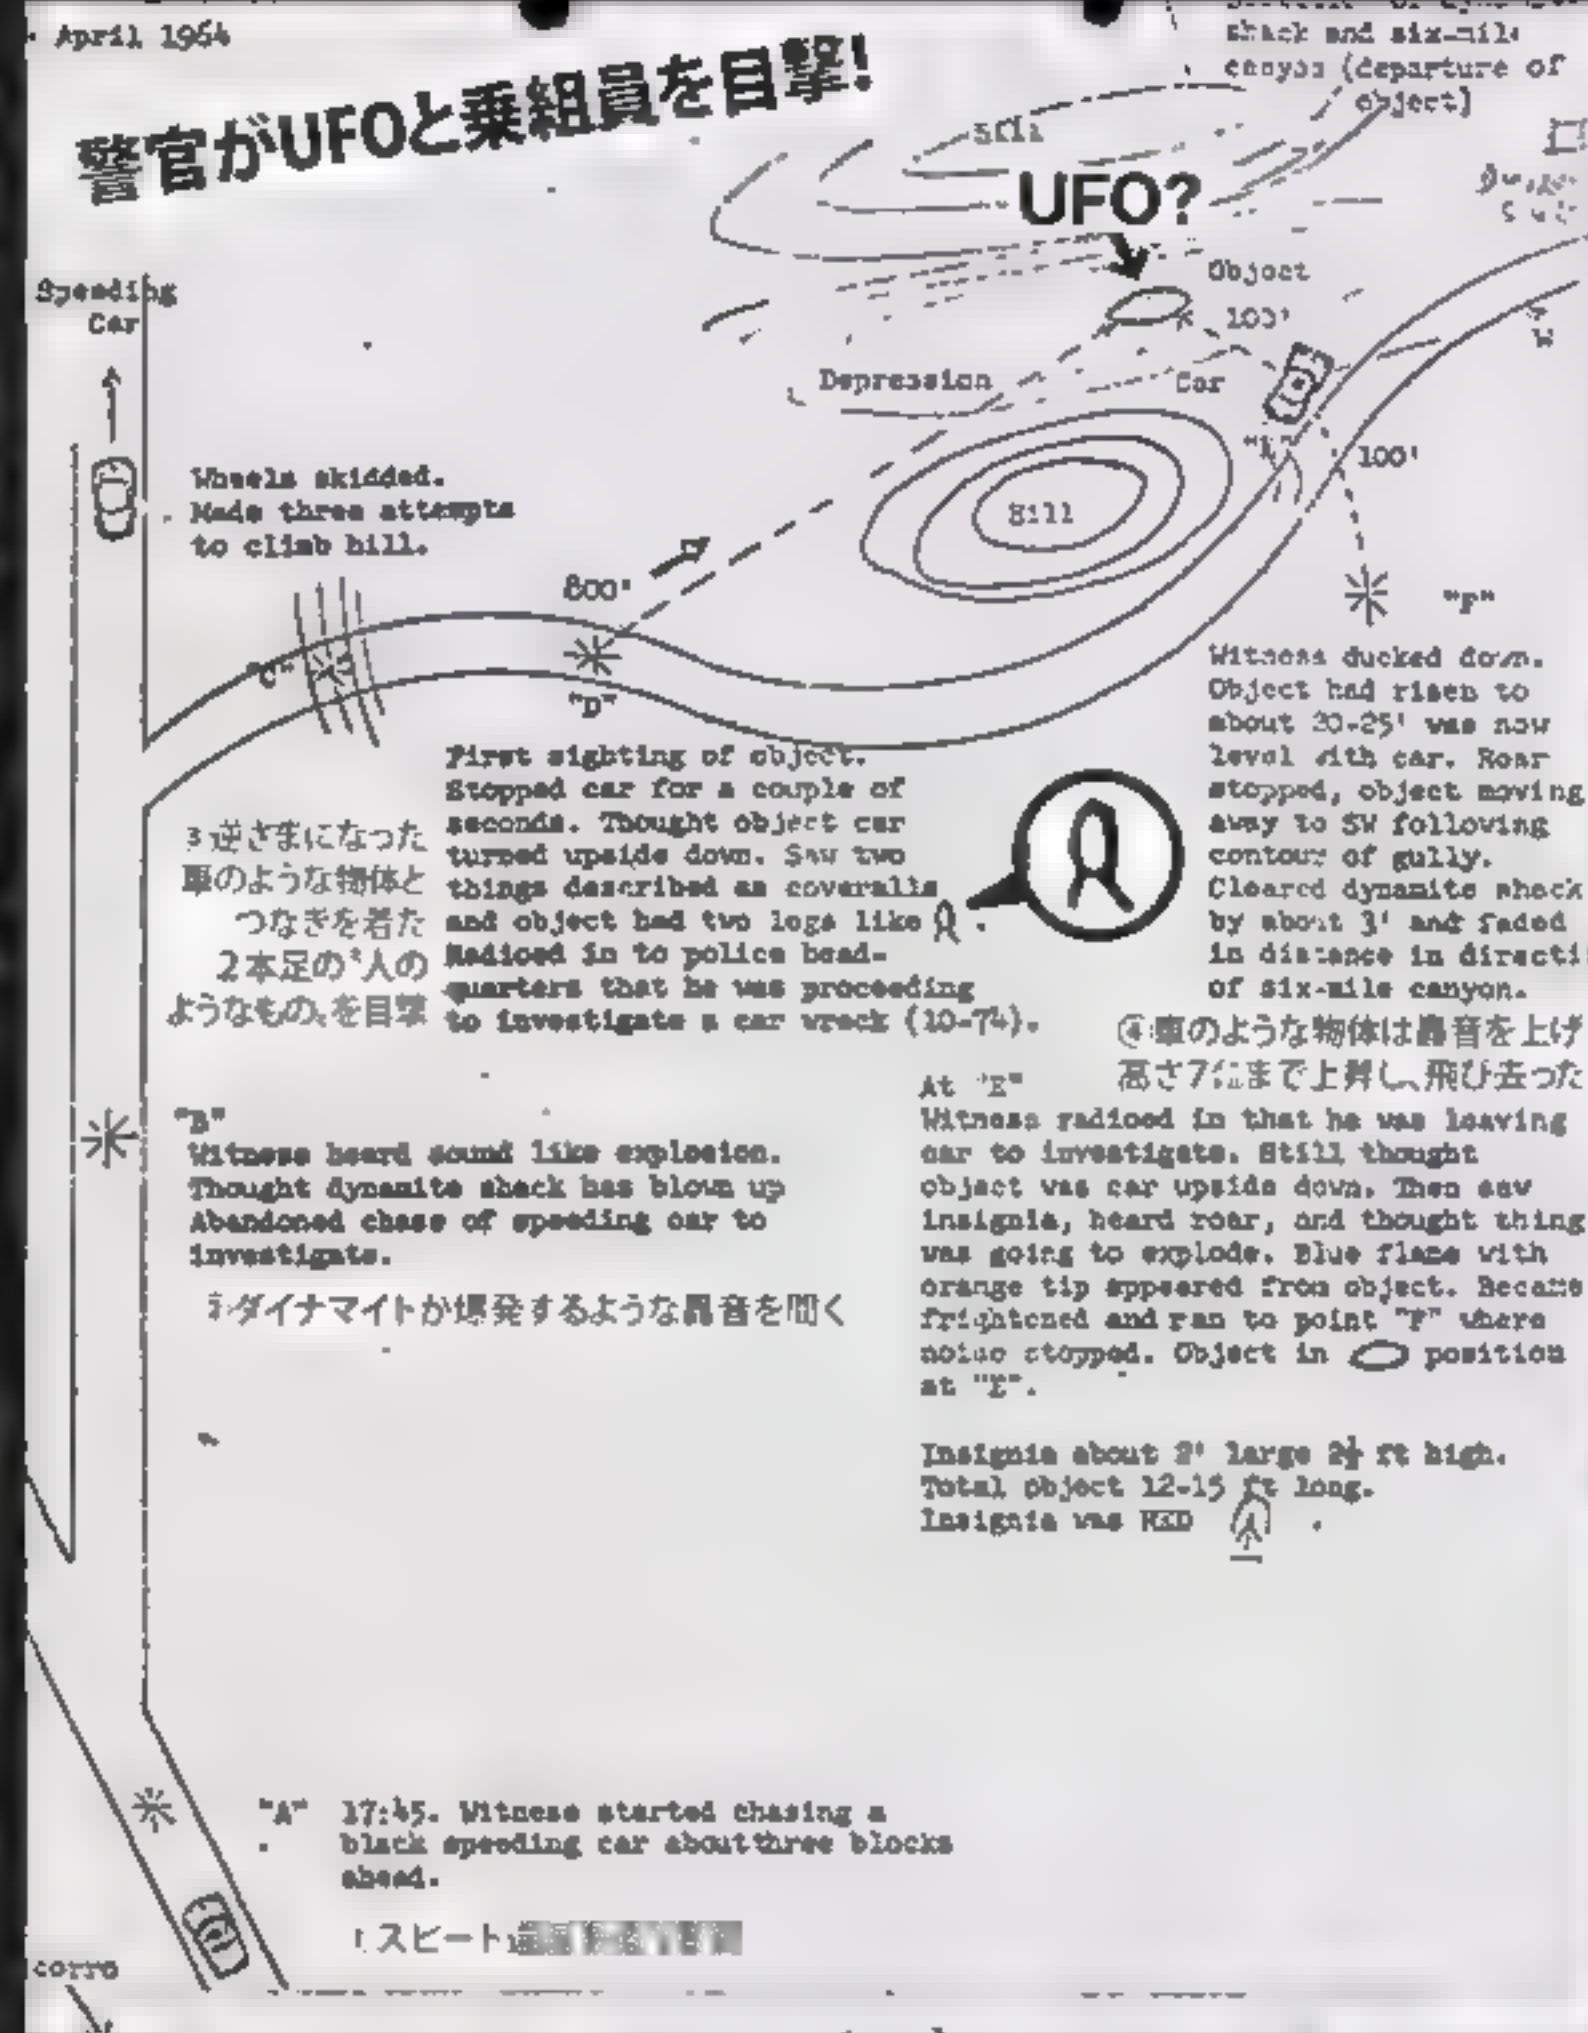 April 1964
警官がUFOと乗組員を目撃!
shack and six-mile
canyon (departure of
object)
Hill
UFO?
Object
100'
Speeding
Car
W
Depression
Car
"E"
100'
Hill
Wheels skidded.
Made three attempts
to climb hill.
800'
"F"
"C"
"D"
Witness ducked down.
Object had risen to
about 20-25' was now
level with car. Roar
stopped, object moving
away to SW following
contour of gully.
Cleared dynamite shack
by about 3' and faded
in distance in directi
of six-mile canyon.
First sighting of object.
Stopped car for a couple of
seconds. Thought object car
turned upside down. Saw two
things described as coveralls
and object had two legs like .
Radioed in to police head-
quarters that he was proceeding
to investigate a car wreck (10-74).
③逆さまになった
車のような物体と
つなぎを着た
2本足の〝人の
ようなもの〟を目撃
④車のような物体は轟音を上げ
高さ7㍍まで上昇し、飛び去った
At "E"
Witness radioed in that he was leaving
car to investigate. Still thought
object was car upside down. Then saw
insignia, heard roar, and thought thing
was going to explode. Blue flame with
orange tip appeared from object. Became
frightened and ran to point "F" where
noise stopped. Object in position
at "E".
"B"
Witness heard sound like explosion.
Thought dynamite shack has blown up
Abandoned chase of speeding car to
investigate.
ダイナマイトが爆発するような轟音を聞く
Insignia about 2' large 2½ ft high.
Total object 12-15 ft long.
Insignia was RED .
"A" 17:45. Witness started chasing a
black speeding car aboutthree blocks
ahead.
スピード
corro